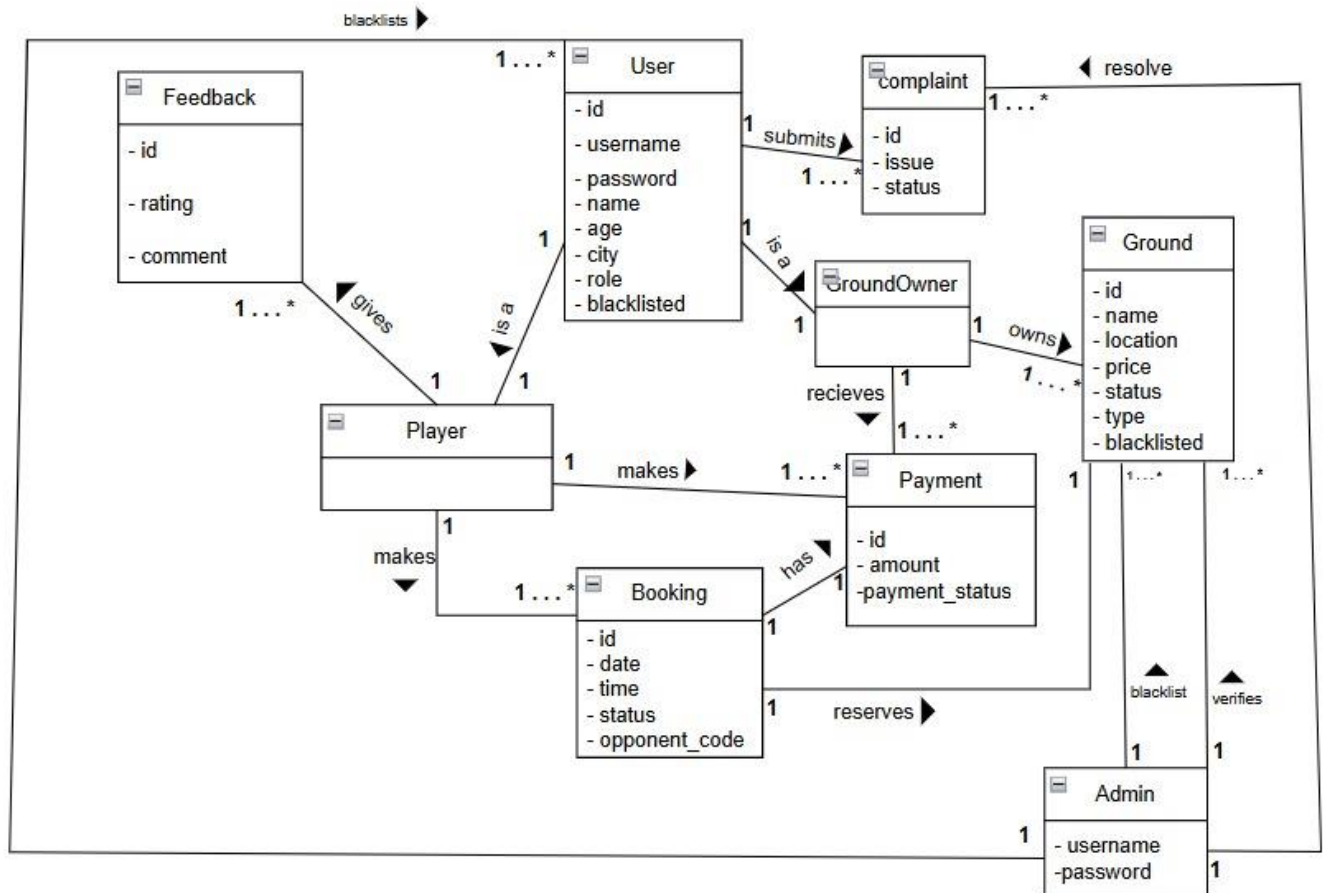 blacklists
1...*
User
- id
- username
- password
- name
- age
- city
- role
- blacklisted
Feedback
- id
- rating
- comment
complaint
- id
- issue
- status
resolve
1...*
1
submits
1...*
1
is a
1
GroundOwner
1
owns
1...*
Ground
- id
- name
- location
- price
- status
- type
- blacklisted
1...*
gives
1
1
is a
1
Player
1
recieves
1...*
1
makes
1...*
Payment
- id
- amount
-payment_status
1
makes
1...*
Booking
- id
- date
- time
- status
- opponent_code
1
has
1
1
reserves
1
1...*
blacklist
1
1...*
verifies
1
Admin
- username
-password
1
1